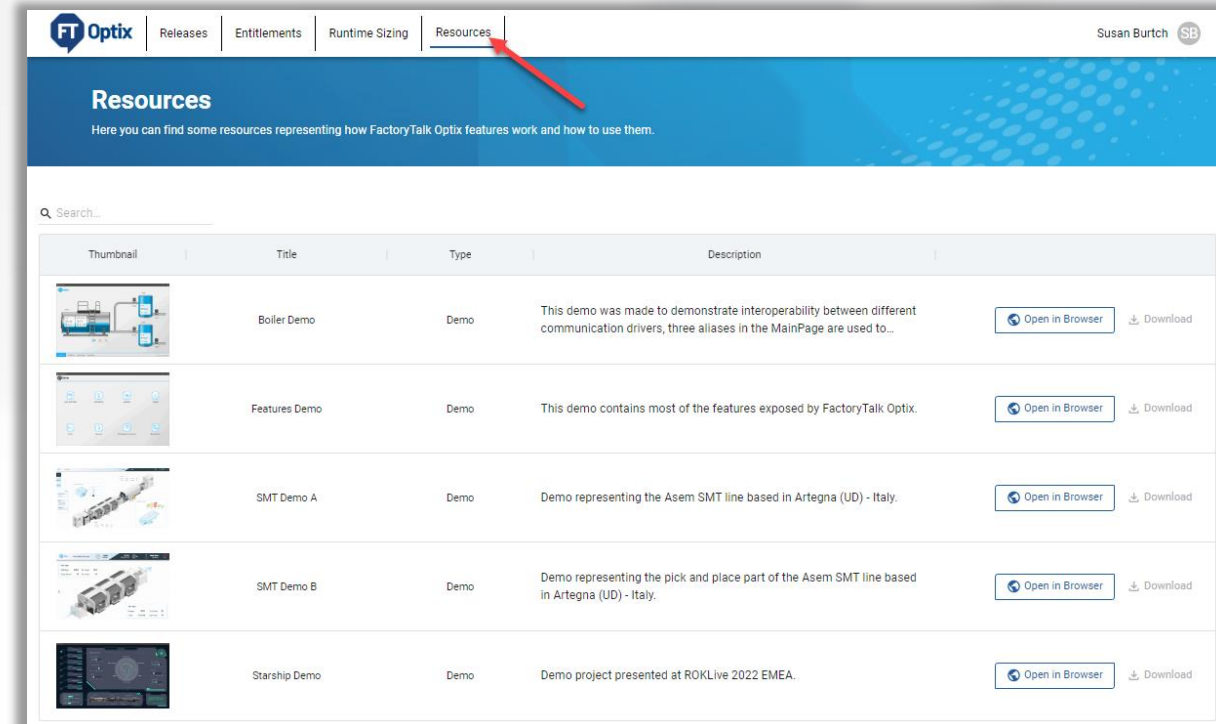 FT Optix Releases Entitlements Runtime Sizing Resources Susan Burtch SB
Resources
Here you can find some resources representing how FactoryTalk Optix features work and how to use them.
Search...
Thumbnail Title Type Description
Boiler Demo Demo This demo was made to demonstrate interoperability between different
communication drivers, three aliases in the MainPage are used to... Open in Browser Download
Features Demo Demo This demo contains most of the features exposed by FactoryTalk Optix. Open in Browser Download
SMT Demo A Demo Demo representing the Asem SMT line based in Artegna (UD) - Italy. Open in Browser Download
SMT Demo B Demo Demo representing the pick and place part of the Asem SMT line based
in Artegna (UD) - Italy. Open in Browser Download
Starship Demo Demo Demo project presented at ROKLive 2022 EMEA. Open in Browser Download